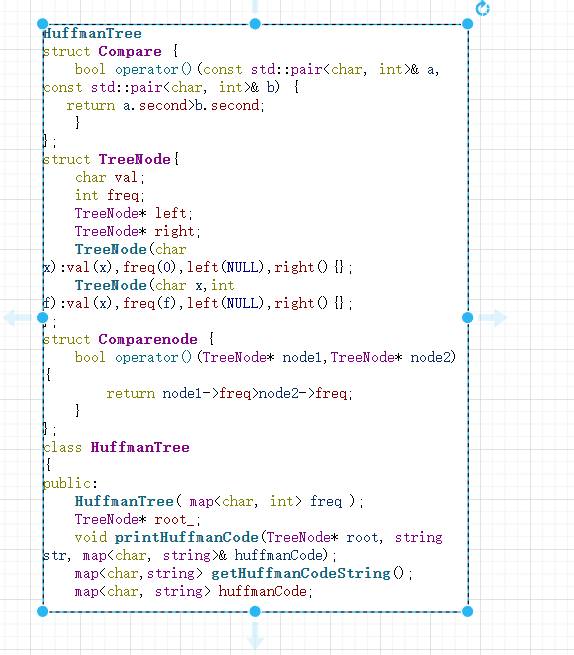 HuffmanTree
struct Compare {
    bool operator()(const std::pair<char, int>& a,
const std::pair<char, int>& b) {
   return a.second>b.second;
    }
};
struct TreeNode{
    char val;
    int freq;
    TreeNode* left;
    TreeNode* right;
    TreeNode(char
x):val(x),freq(0),left(NULL),right(){};
    TreeNode(char x,int
f):val(x),freq(f),left(NULL),right(){};
};
struct Comparenode {
    bool operator()(TreeNode* node1,TreeNode* node2)
{
        return node1->freq>node2->freq;
    }
};
class HuffmanTree
{
public:
    HuffmanTree( map<char, int> freq );
    TreeNode* root_;
    void printHuffmanCode(TreeNode* root, string
str, map<char, string>& huffmanCode);
    map<char,string> getHuffmanCodeString();
    map<char, string> huffmanCode;